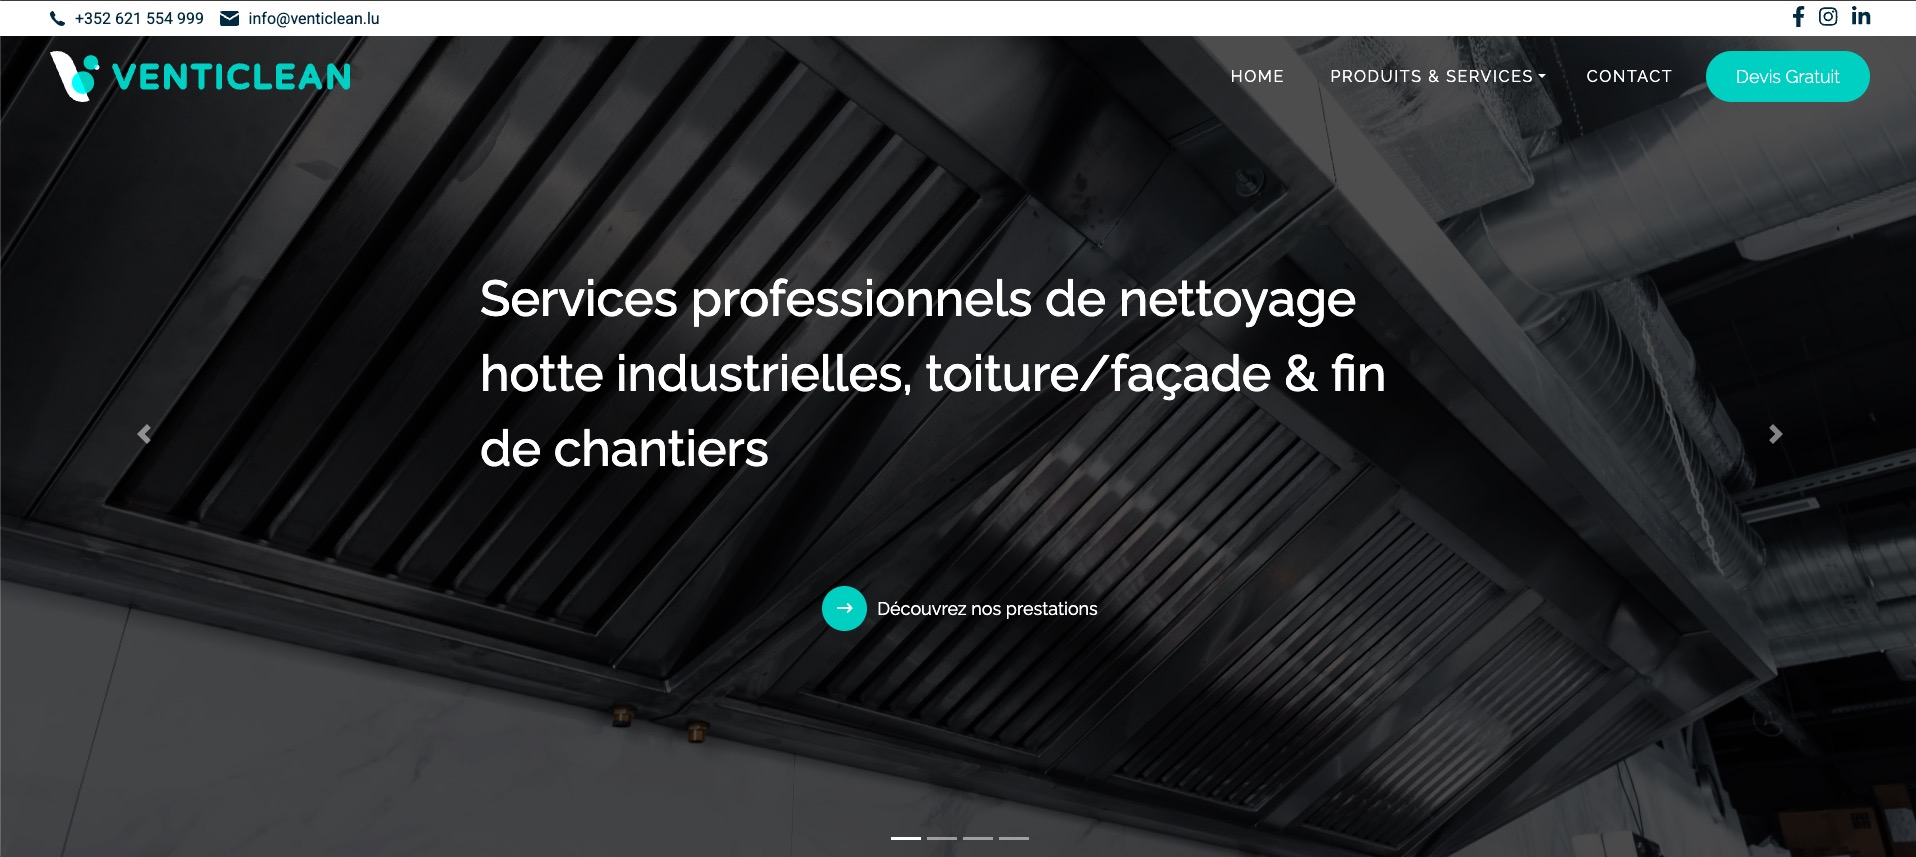 +352 621 554 999 info@venticlean.lu
VENTICLEAN
HOME PRODUITS & SERVICES CONTACT Devis Gratuit
Services professionnels de nettoyage
hotte industrielles, toiture/façade & fin
de chantiers
Découvrez nos prestations